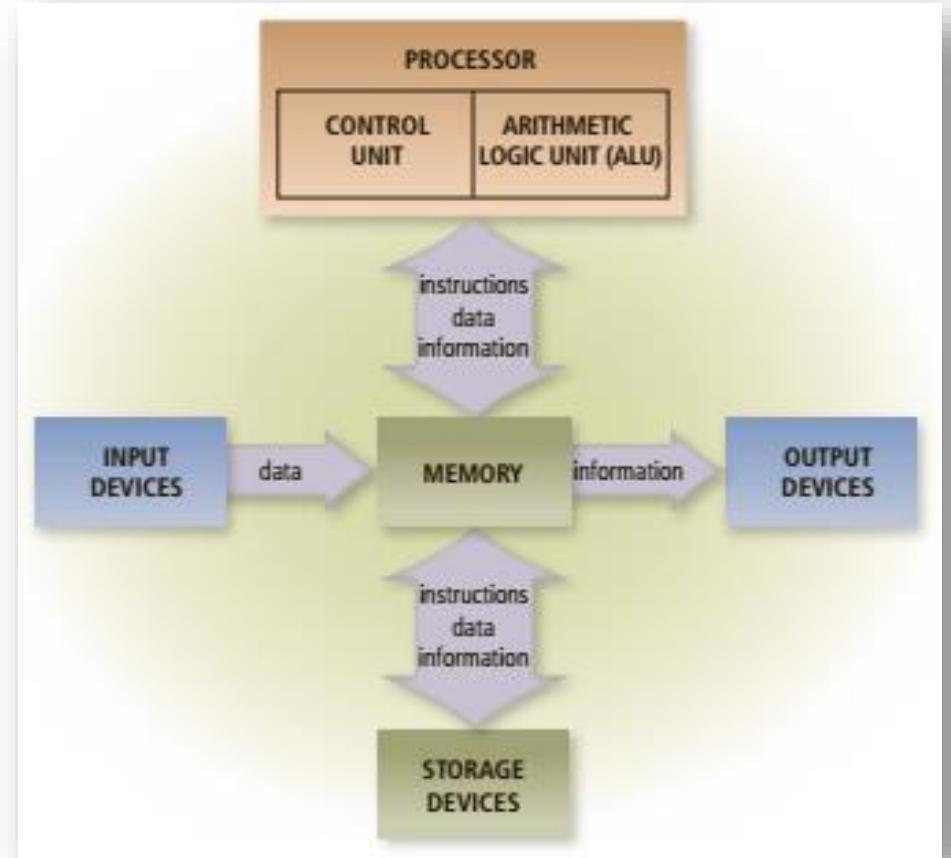 PROCESSOR
CONTROL
UNIT
ARITHMETIC
LOGIC UNIT (ALU)
instructions
data
information
INPUT
DEVICES
data
MEMORY
information
OUTPUT
DEVICES
instructions
data
information
STORAGE
DEVICES